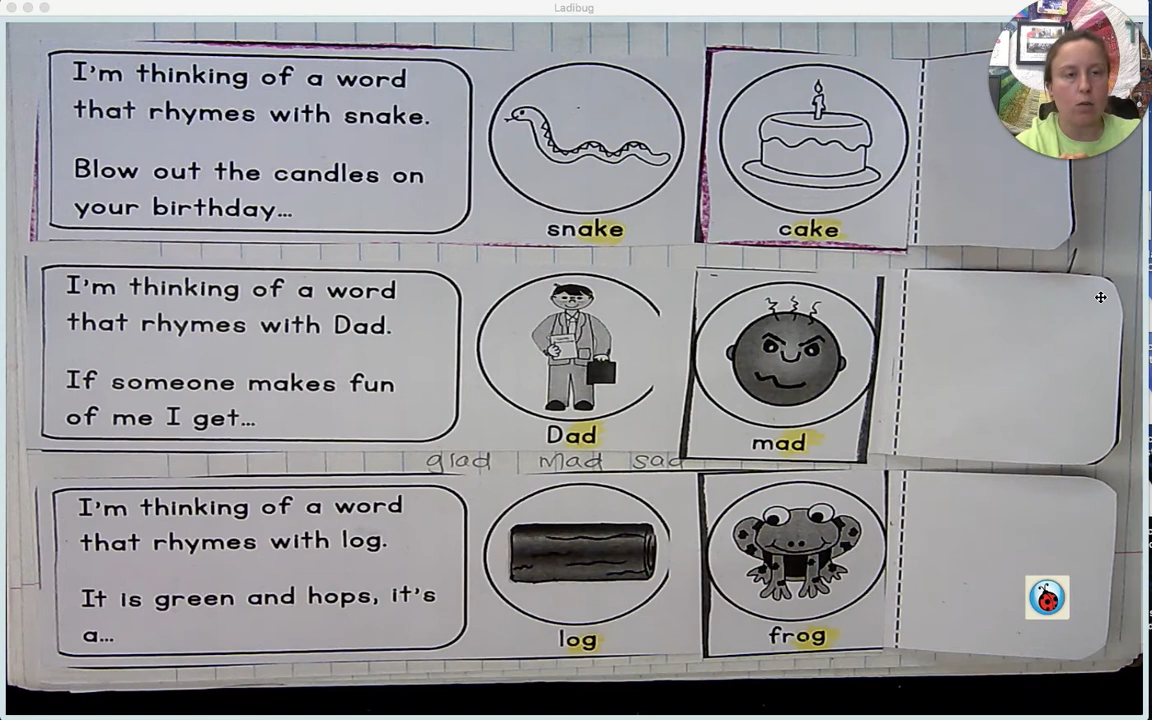 Ladibug
I'm thinking of a word
that rhymes with snake.
Blow out the candles on
your birthday...
snake
cake
I'm thinking of a word
that rhymes with Dad.
If someone makes fun
of me I get...
Dad
mad
glad mad sad
I'm thinking of a word
that rhymes with log.
It is green and hops, it's
a...
log
frog